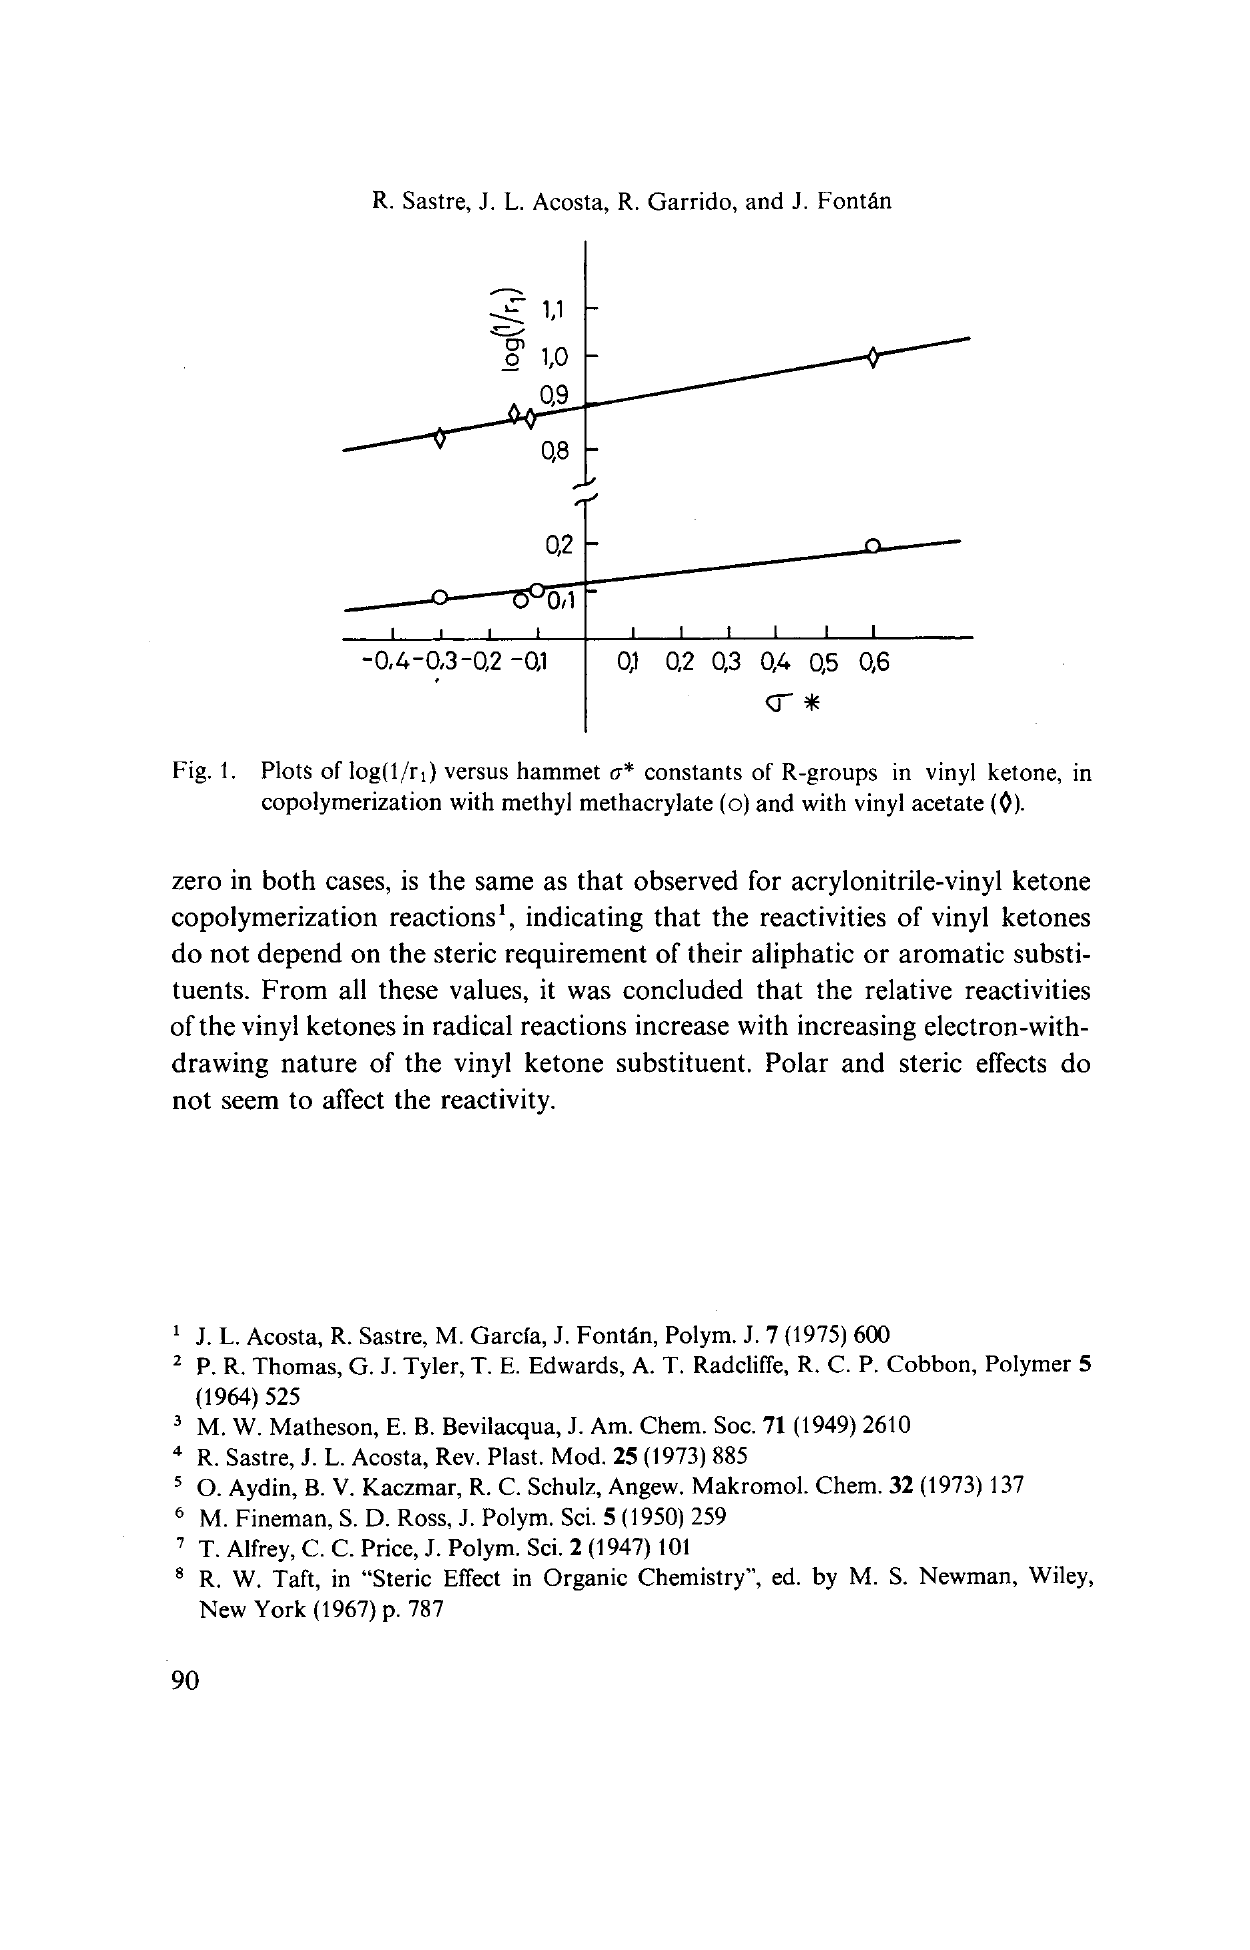 R. Sastre, J. L. Acosta, R. Garrido, and J. Fontán
log(1/r₁)
1,1
1,0
0,9
0,8
0,2
0,1
-0,4 -0,3 -0,2 -0,1 0,1 0,2 0,3 0,4 0,5 0,6
σ *
Fig. 1. Plots of log(1/r₁) versus hammet σ* constants of R-groups in vinyl ketone, in
copolymerization with methyl methacrylate (o) and with vinyl acetate (◊).
zero in both cases, is the same as that observed for acrylonitrile-vinyl ketone
copolymerization reactions¹, indicating that the reactivities of vinyl ketones
do not depend on the steric requirement of their aliphatic or aromatic substi-
tuents. From all these values, it was concluded that the relative reactivities
of the vinyl ketones in radical reactions increase with increasing electron-with-
drawing nature of the vinyl ketone substituent. Polar and steric effects do
not seem to affect the reactivity.
¹ J. L. Acosta, R. Sastre, M. García, J. Fontán, Polym. J. 7 (1975) 600
² P. R. Thomas, G. J. Tyler, T. E. Edwards, A. T. Radcliffe, R. C. P. Cobbon, Polymer 5
(1964) 525
³ M. W. Matheson, E. B. Bevilacqua, J. Am. Chem. Soc. 71 (1949) 2610
⁴ R. Sastre, J. L. Acosta, Rev. Plast. Mod. 25 (1973) 885
⁵ O. Aydin, B. V. Kaczmar, R. C. Schulz, Angew. Makromol. Chem. 32 (1973) 137
⁶ M. Fineman, S. D. Ross, J. Polym. Sci. 5 (1950) 259
⁷ T. Alfrey, C. C. Price, J. Polym. Sci. 2 (1947) 101
⁸ R. W. Taft, in “Steric Effect in Organic Chemistry”, ed. by M. S. Newman, Wiley,
New York (1967) p. 787
90